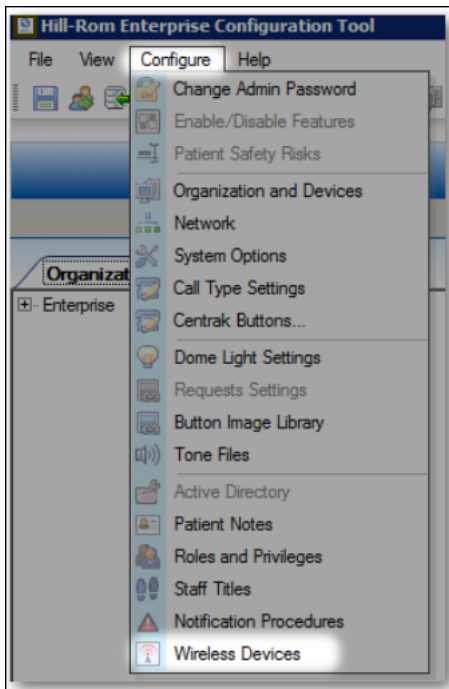 Hill-Rom Enterprise Configuration Tool
File View Configure Help
Change Admin Password
Enable/Disable Features
Patient Safety Risks
Organization and Devices
Network
System Options
Organizat
Call Type Settings
Enterprise
Centrak Buttons...
Dome Light Settings
Requests Settings
Button Image Library
Tone Files
Active Directory
Patient Notes
Roles and Privileges
Staff Titles
Notification Procedures
Wireless Devices